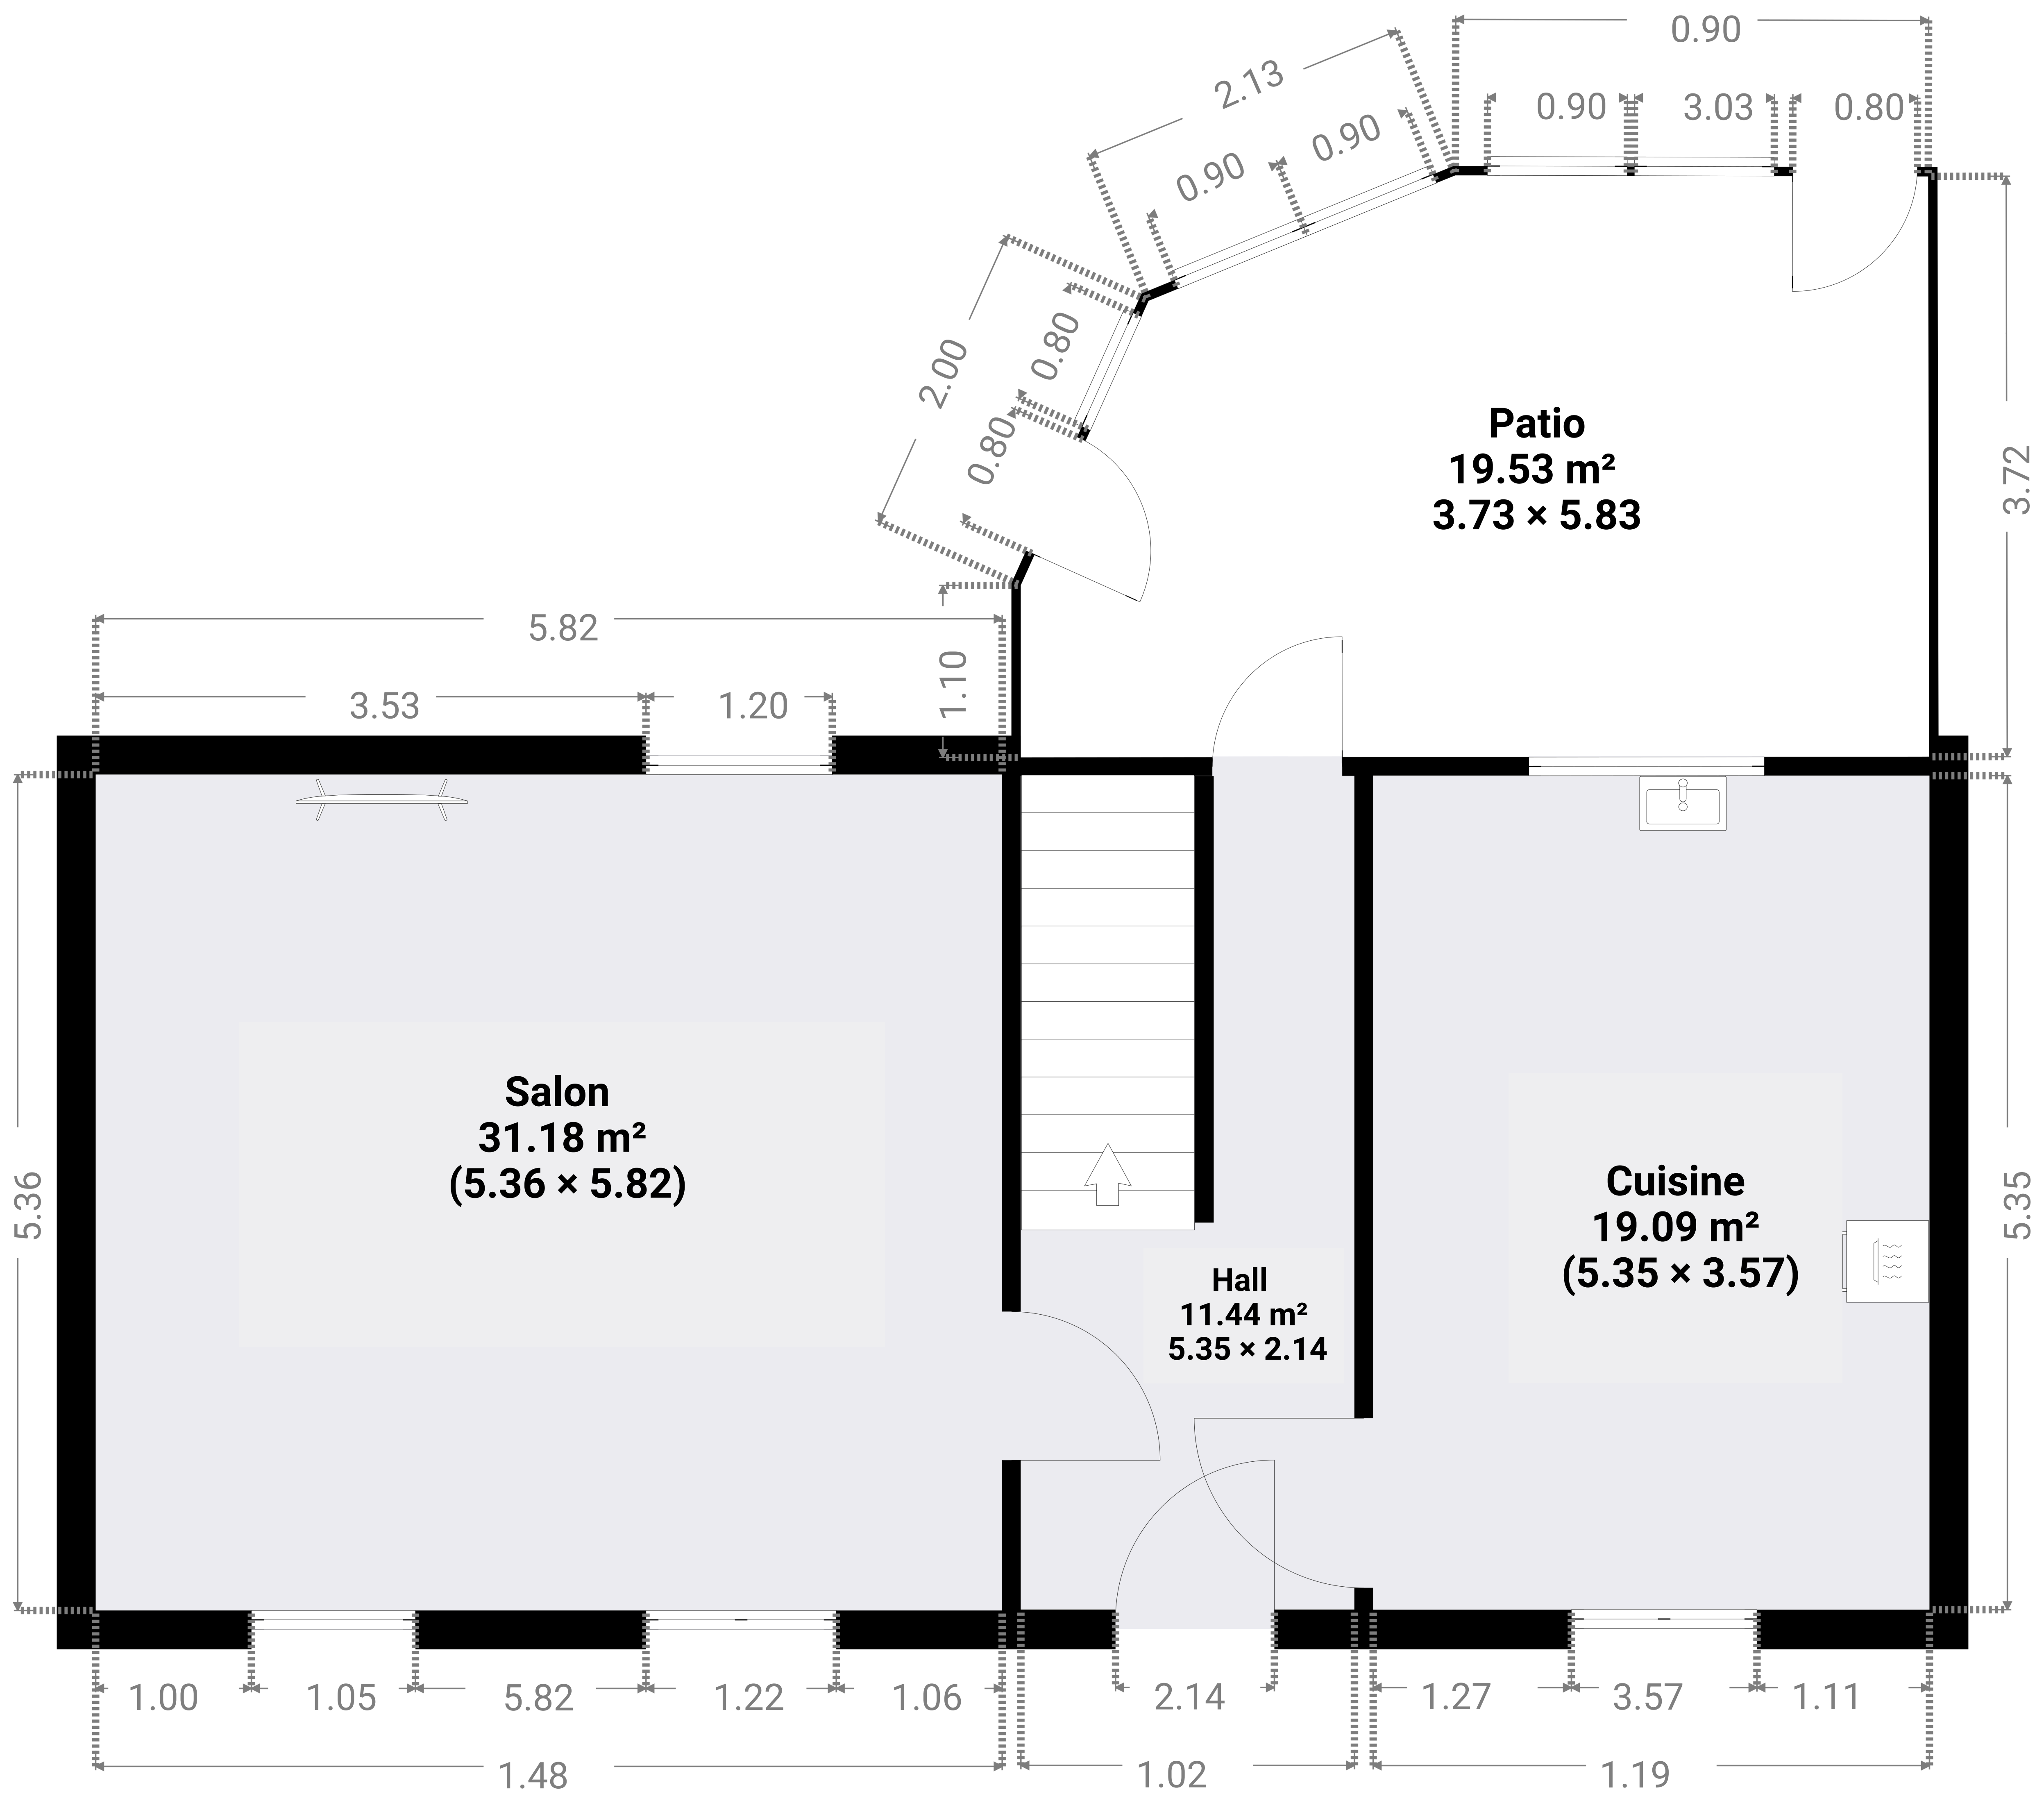 0.90
2.13
0.90
3.03
0.80
0.90
0.90
2.00
0.80
0.80
3.72
Patio
19.53 m²
3.73 × 5.83
5.82
1.10
3.53
1.20
Salon
31.18 m²
(5.36 × 5.82)
5.36
Cuisine
19.09 m²
(5.35 × 3.57)
5.35
Hall
11.44 m²
5.35 × 2.14
1.00
1.05
5.82
1.22
1.06
2.14
1.27
3.57
1.11
1.48
1.02
1.19